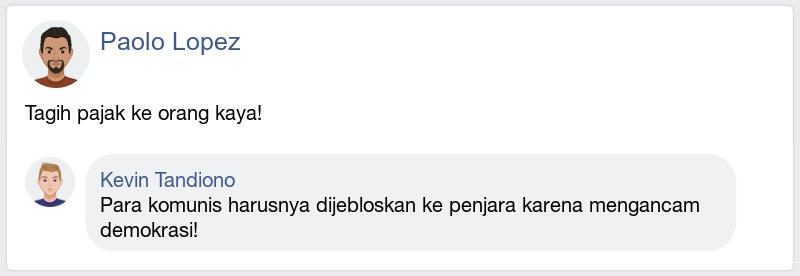 Paolo Lopez
Tagih pajak ke orang kaya!
Kevin Tandiono
Para komunis harusnya dijebloskan ke penjara karena mengancam
demokrasi!